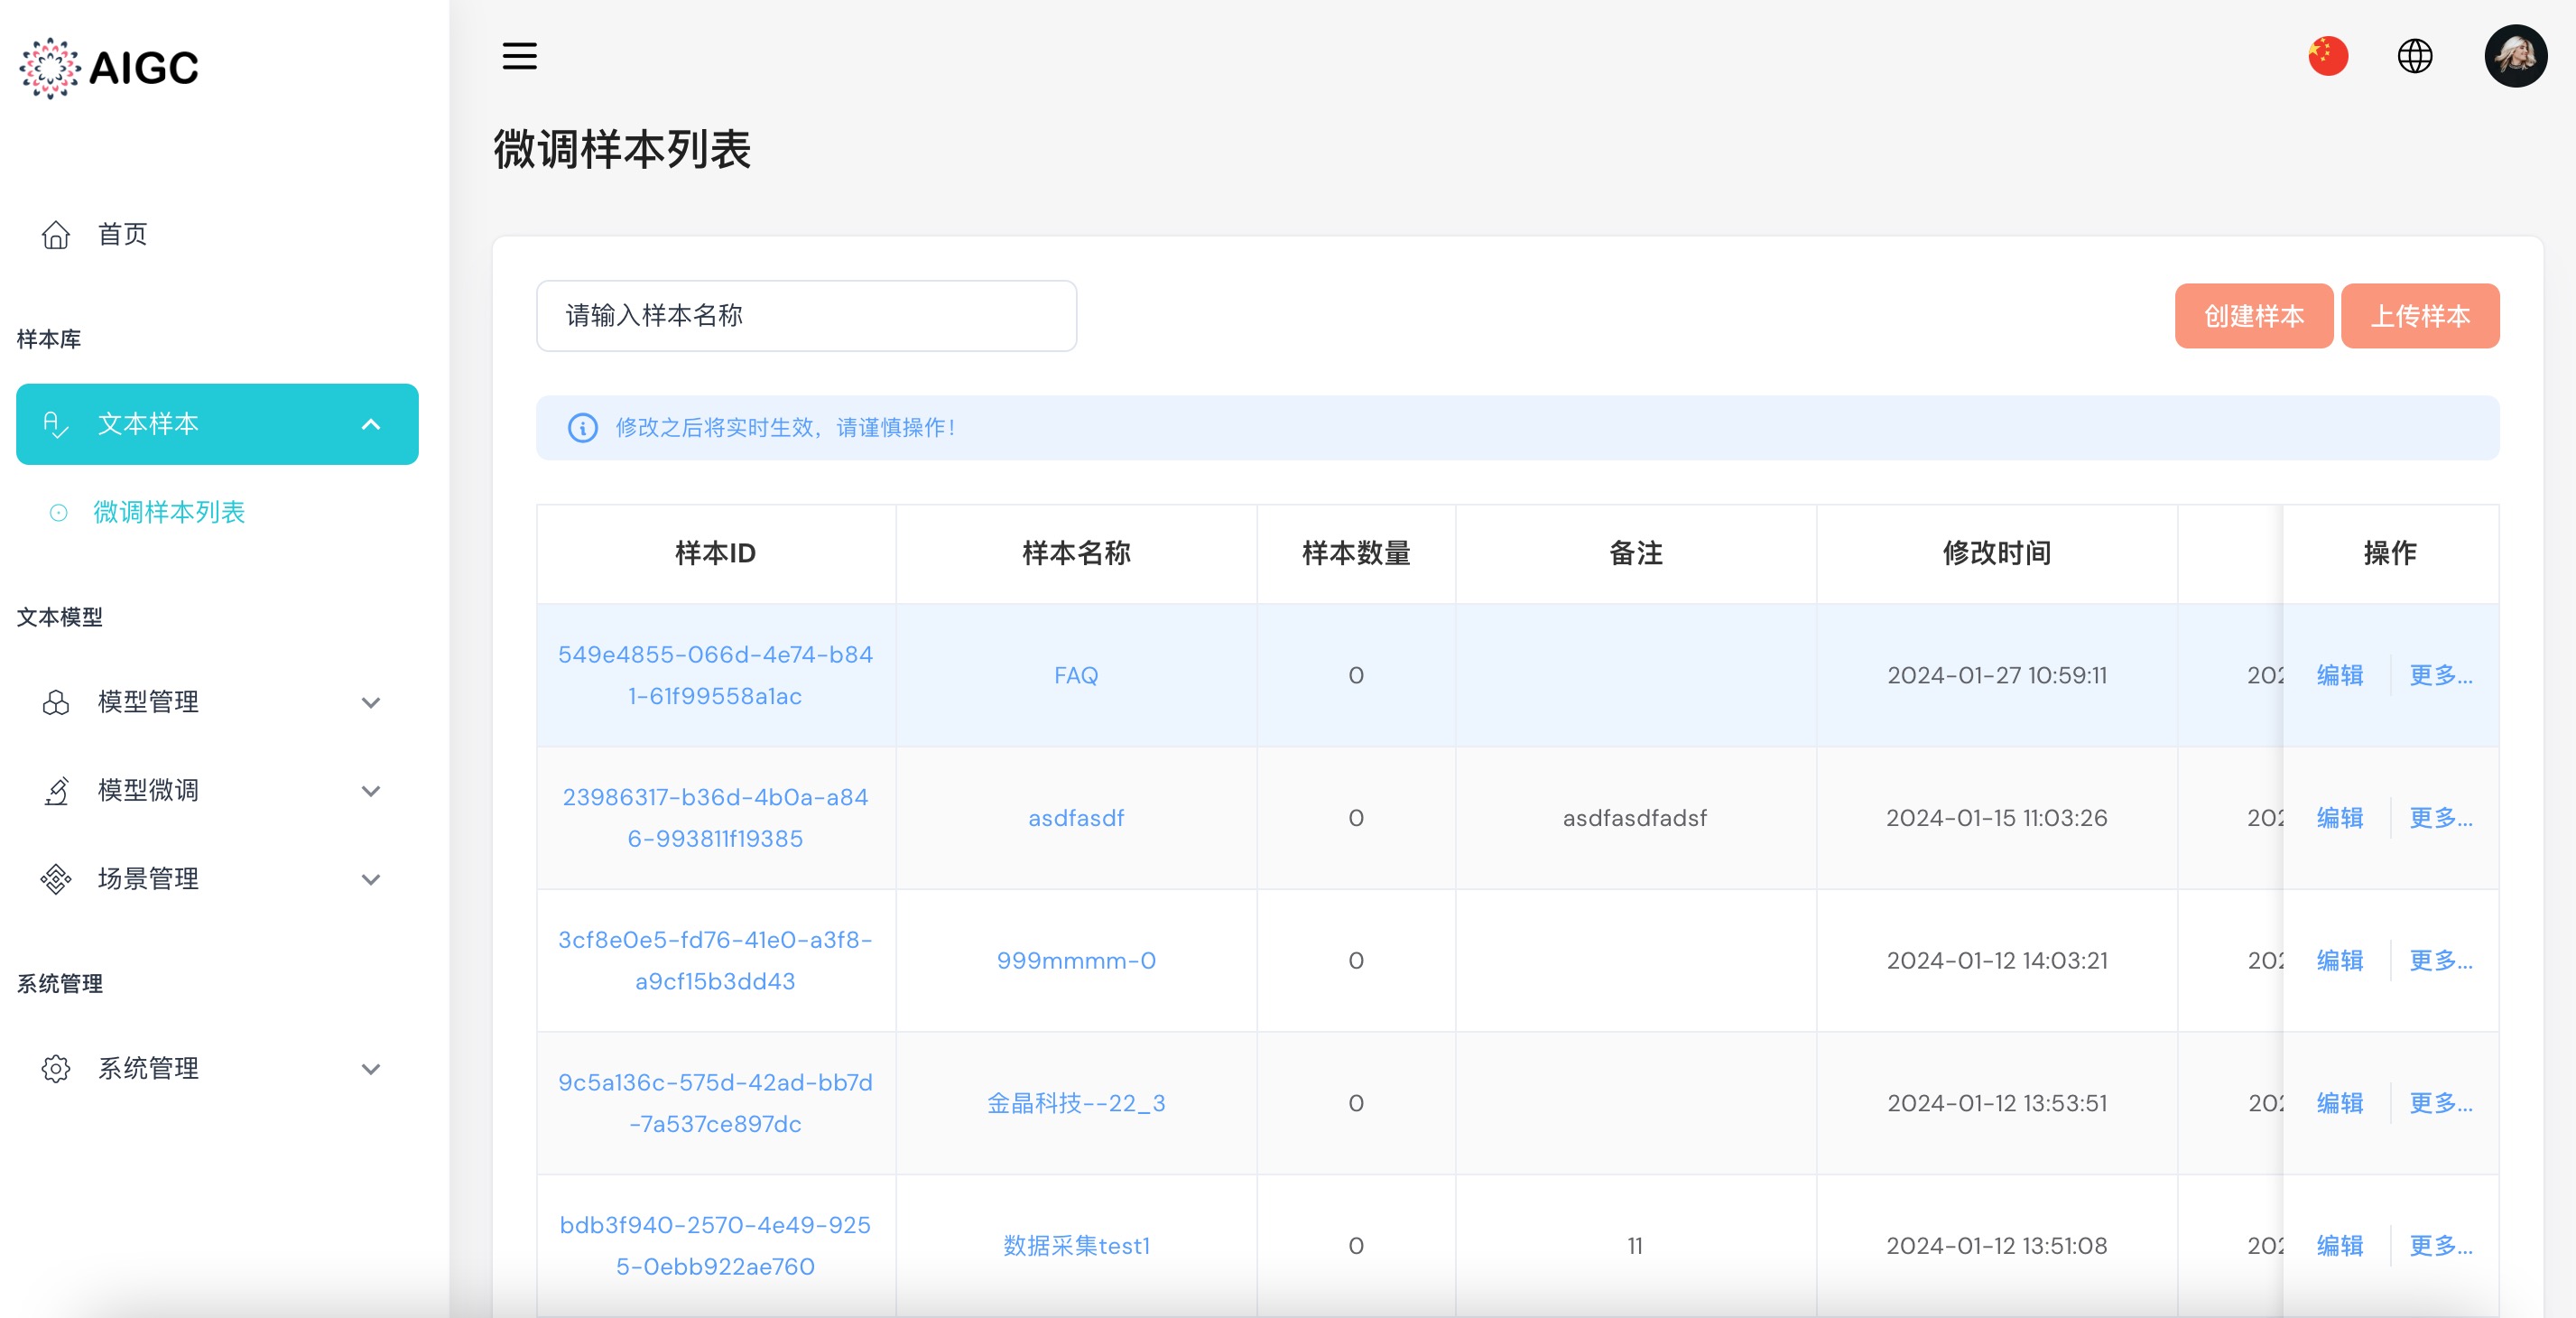 AIGC
首页
样本库
文本样本
微调样本列表
文本模型
模型管理
模型微调
场景管理
系统管理
系统管理
微调样本列表
请输入样本名称
创建样本 上传样本
修改之后将实时生效，请谨慎操作！
样本ID 样本名称 样本数量 备注 修改时间 操作
549e4855-066d-4e74-b84
1-61f99558a1ac
FAQ 0 2024-01-27 10:59:11 202 编辑 更多...
23986317-b36d-4b0a-a84
6-993811f19385
asdfasdf 0 asdfasdfadsf 2024-01-15 11:03:26 202 编辑 更多...
3cf8e0e5-fd76-41e0-a3f8-
a9cf15b3dd43
999mmmm-0 0 2024-01-12 14:03:21 202 编辑 更多...
9c5a136c-575d-42ad-bb7d
-7a537ce897dc
金晶科技--22_3 0 2024-01-12 13:53:51 202 编辑 更多...
bdb3f940-2570-4e49-925
5-0ebb922ae760
数据采集test1 0 11 2024-01-12 13:51:08 202 编辑 更多...